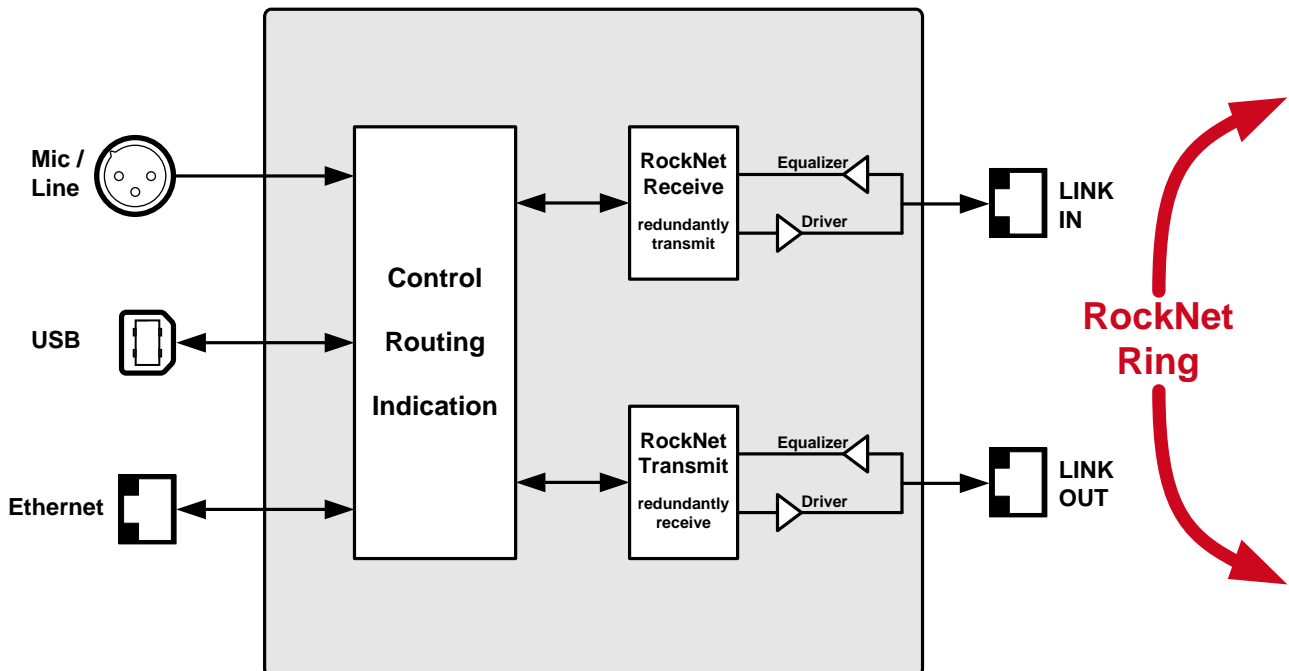 Mic /
Line
USB
Ethernet
Control
Routing
Indication
RockNet
Receive
redundantly
transmit
Equalizer
Driver
LINK
IN
RockNet
Transmit
redundantly
receive
Equalizer
Driver
LINK
OUT
RockNet
Ring